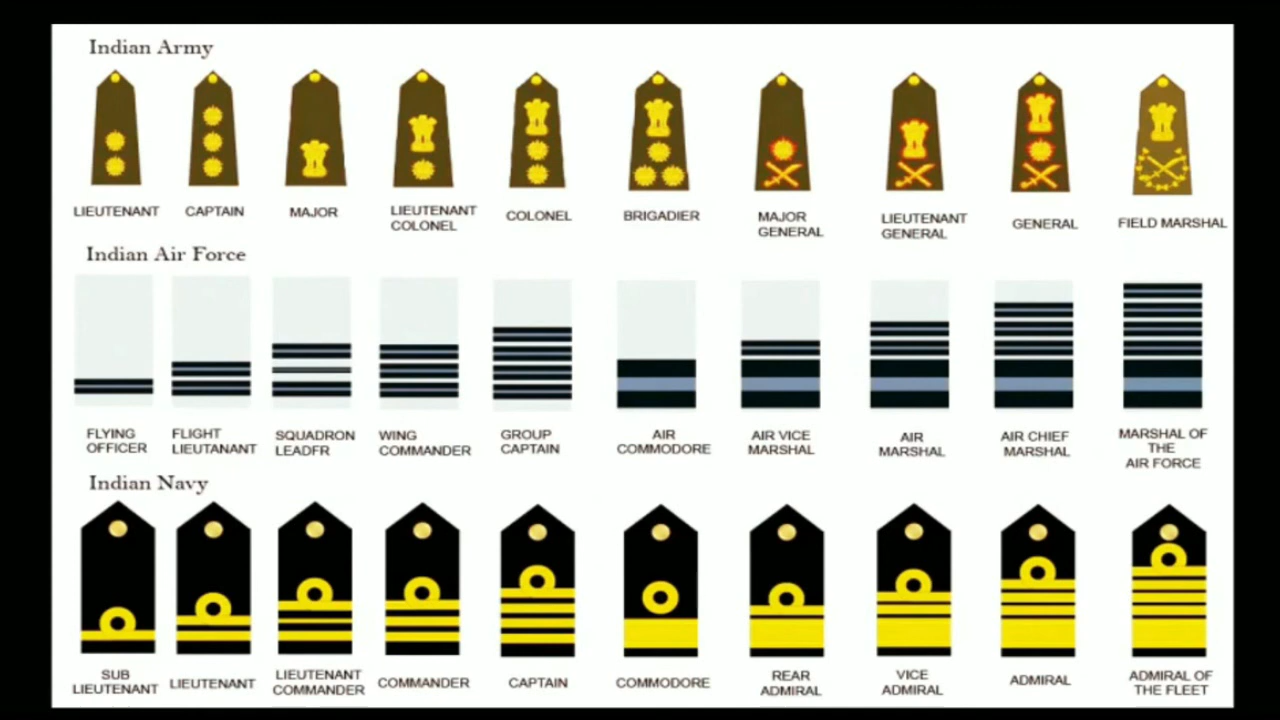 Indian Army
LIEUTENANT
CAPTAIN
MAJOR
LIEUTENANT
COLONEL
COLONEL
BRIGADIER
MAJOR
GENERAL
LIEUTENANT
GENERAL
GENERAL
FIELD MARSHAL
Indian Air Force
FLYING
OFFICER
FLIGHT
LIEUTANANT
SQUADRON
LEADFR
WING
COMMANDER
GROUP
CAPTAIN
AIR
COMMODORE
AIR VICE
MARSHAL
AIR
MARSHAL
AIR CHIEF
MARSHAL
MARSHAL OF
THE
AIR FORCE
Indian Navy
SUB
LIEUTENANT
LIEUTENANT
LIEUTENANT
COMMANDER
COMMANDER
CAPTAIN
COMMODORE
REAR
ADMIRAL
VICE
ADMIRAL
ADMIRAL
ADMIRAL OF
THE FLEET